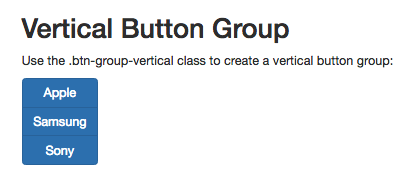 Vertical Button Group
Use the .btn-group-vertical class to create a vertical button group:
Apple
Samsung
Sony